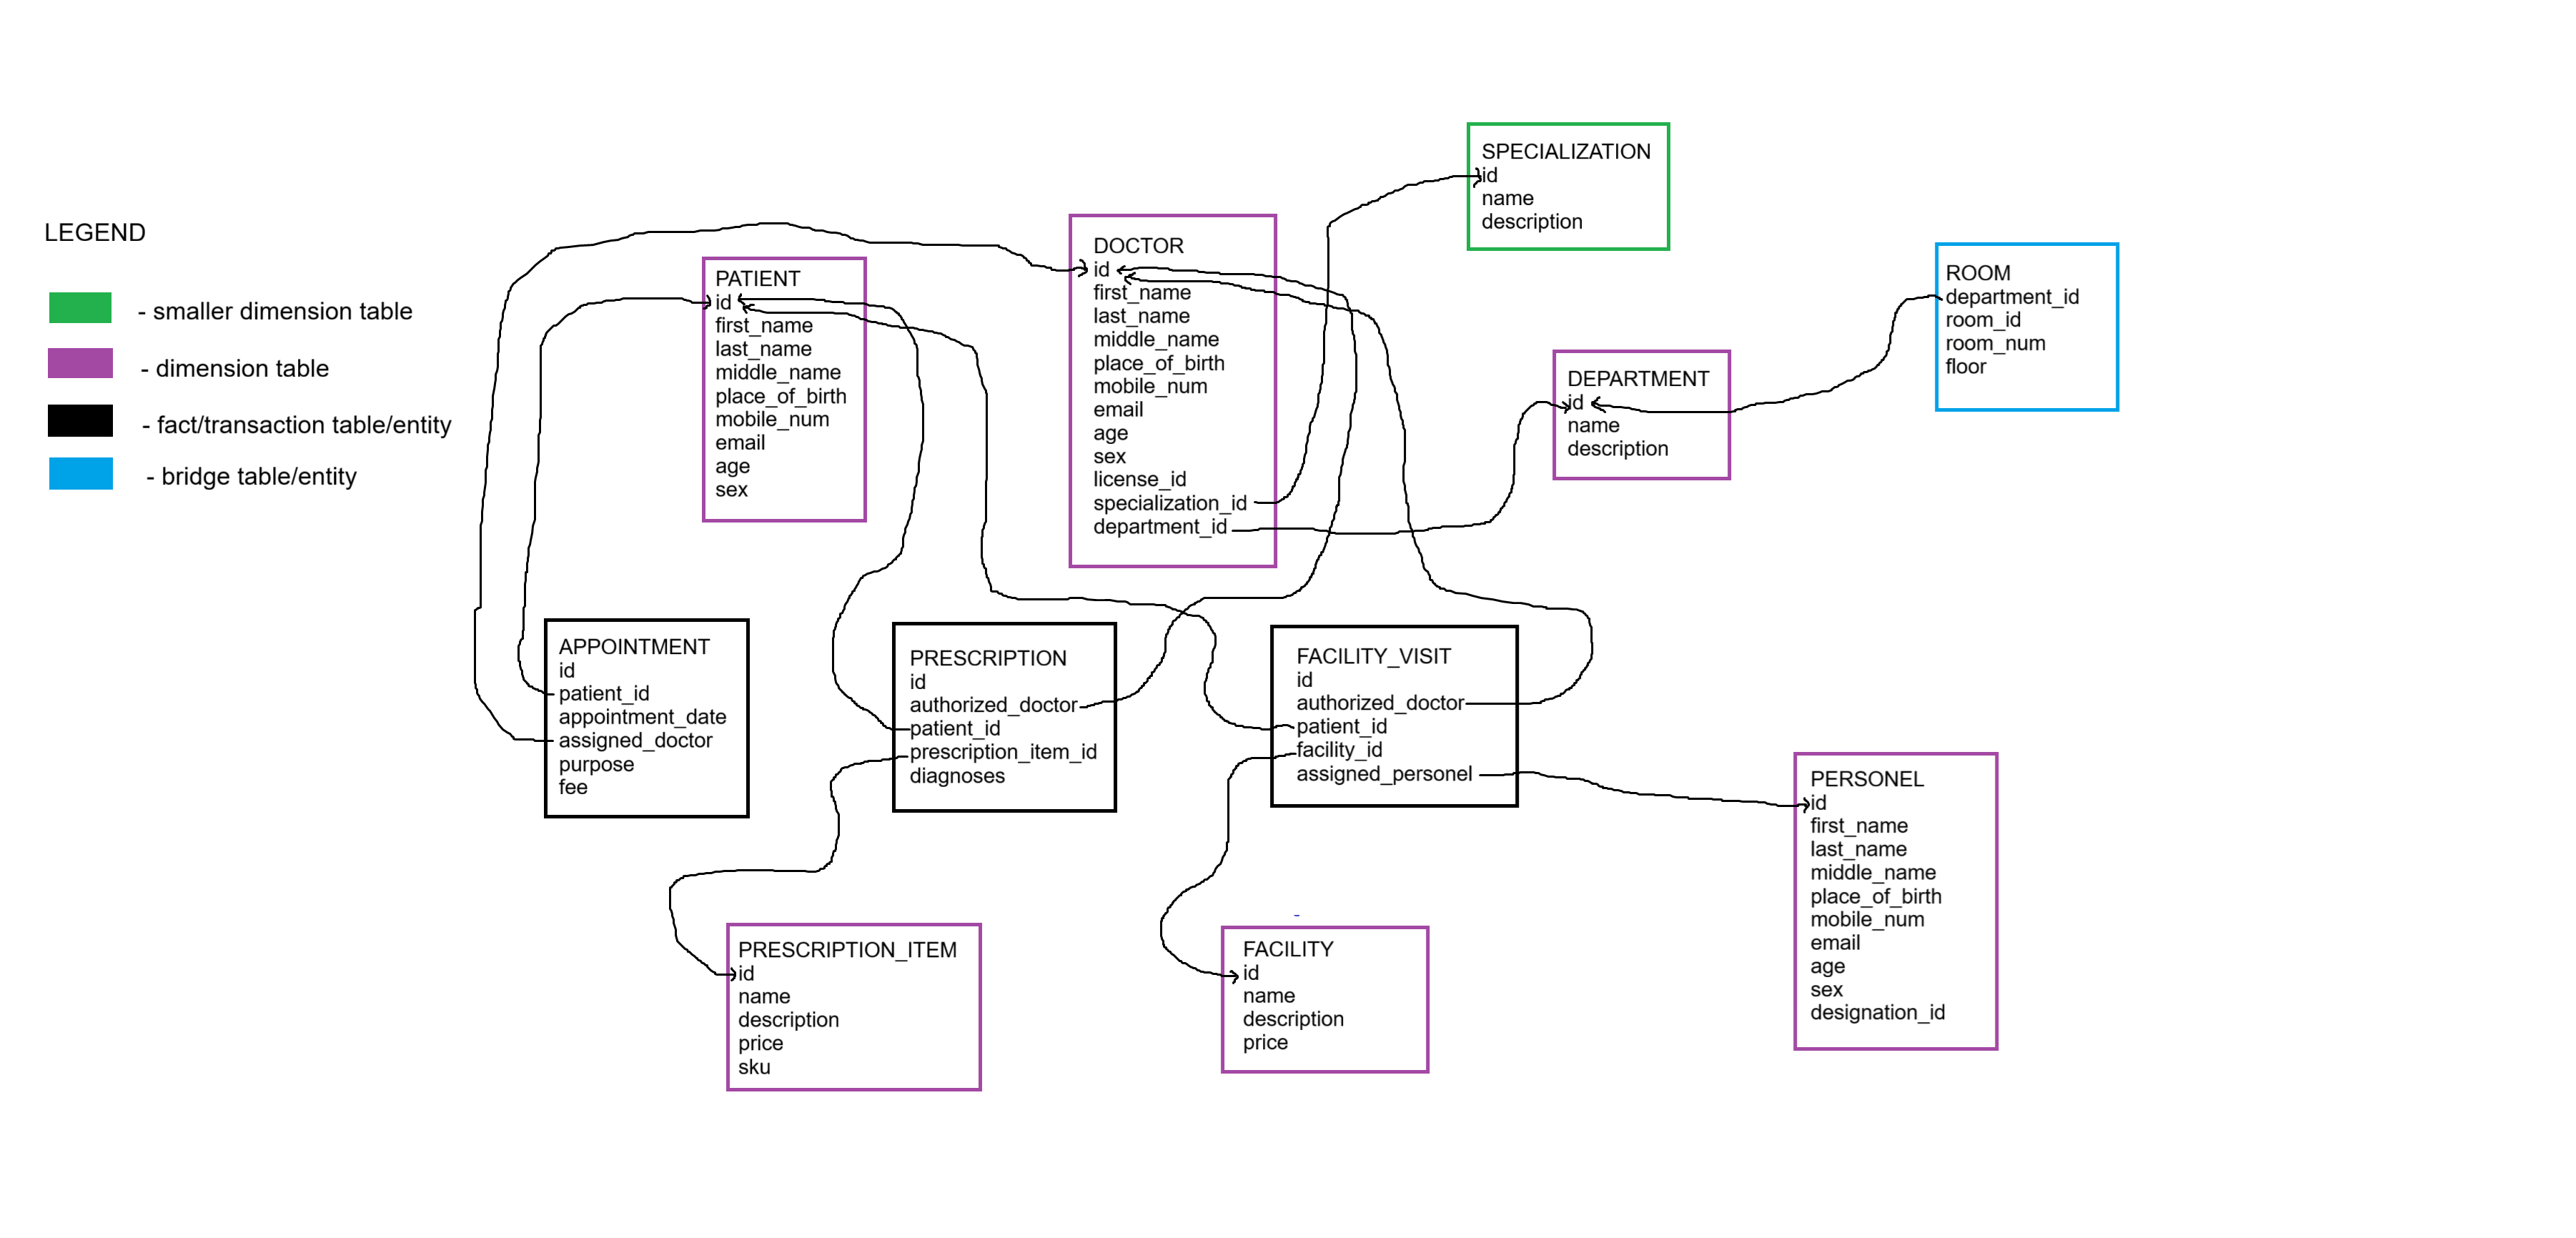 LEGEND
- smaller dimension table
- dimension table
- fact/transaction table/entity
- bridge table/entity
PATIENT
id
first_name
last_name
middle_name
place_of_birth
mobile_num
email
age
sex
DOCTOR
id
first_name
last_name
middle_name
place_of_birth
mobile_num
email
age
sex
license_id
specialization_id
department_id
SPECIALIZATION
id
name
description
DEPARTMENT
id
name
description
ROOM
department_id
room_id
room_num
floor
APPOINTMENT
id
patient_id
appointment_date
assigned_doctor
purpose
fee
PRESCRIPTION
id
authorized_doctor
patient_id
prescription_item_id
diagnoses
FACILITY_VISIT
id
authorized_doctor
patient_id
facility_id
assigned_personel
PERSONEL
id
first_name
last_name
middle_name
place_of_birth
mobile_num
email
age
sex
designation_id
PRESCRIPTION_ITEM
id
name
description
price
sku
FACILITY
id
name
description
price